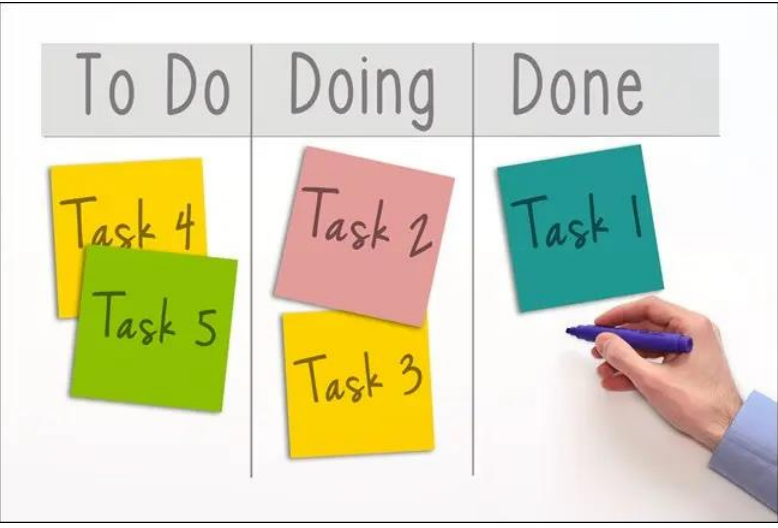 To Do
Doing
Done
Task 4
Task 5
Task 2
Task 3
Task 1